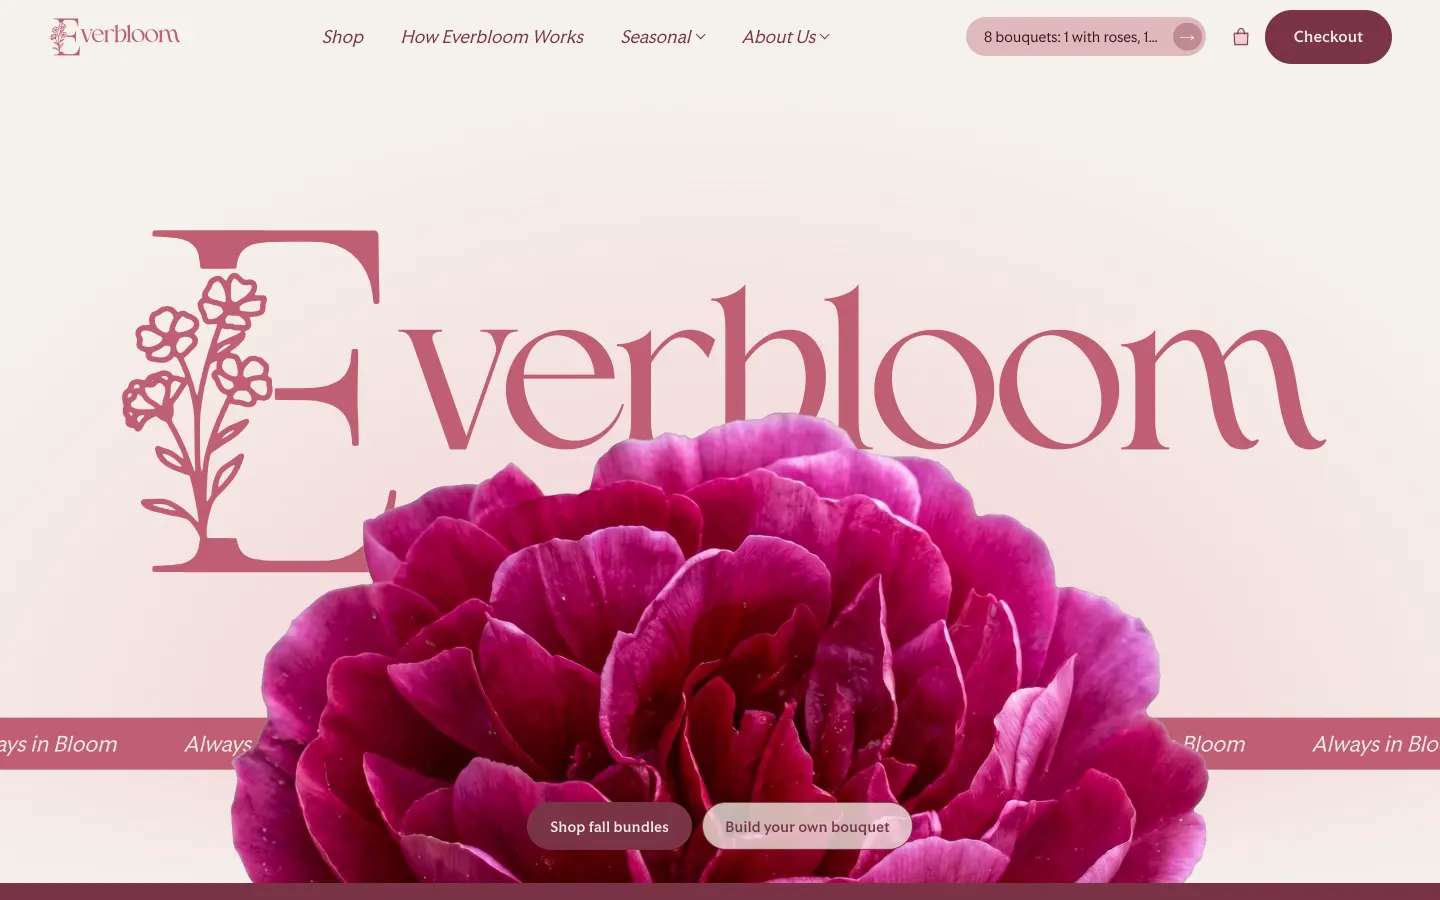 Everbloom
Shop
How Everbloom Works
Seasonal
About Us
8 bouquets: 1 with roses, 1...
Checkout
Everbloom
ays in Bloom
Always
Bloom
Always in Blo
Shop fall bundles
Build your own bouquet